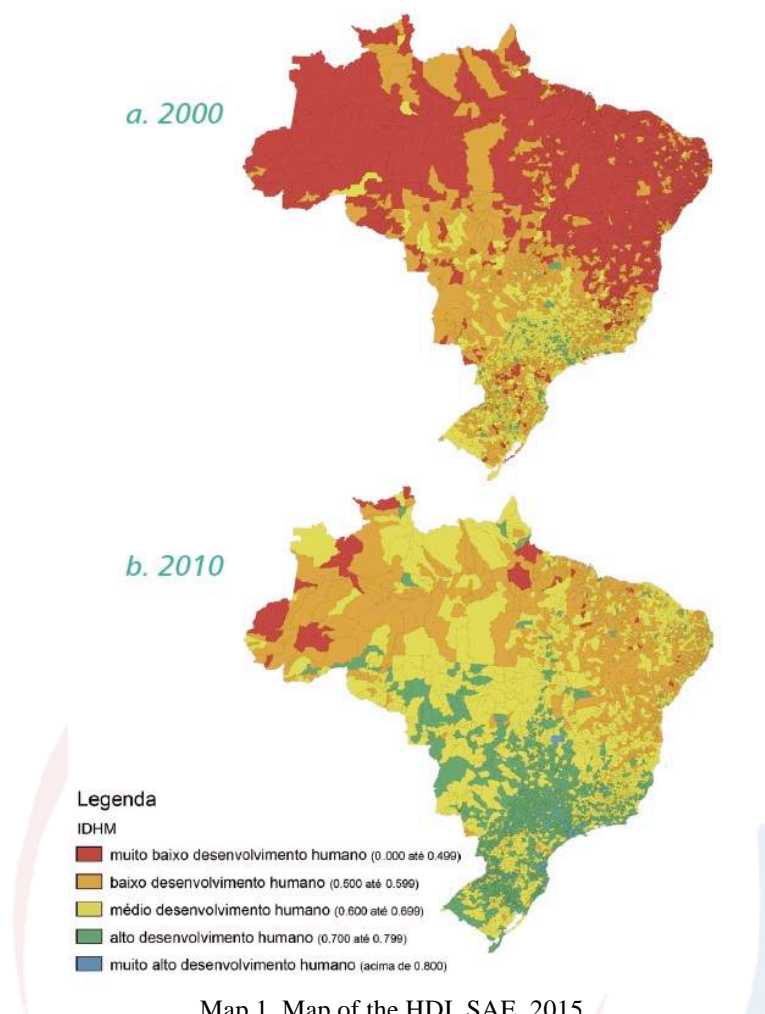 a. 2000
b. 2010
Legenda
IDHM
muito baixo desenvolvimento humano (0.000 até 0.499)
baixo desenvolvimento humano (0.500 até 0.599)
médio desenvolvimento humano (0.600 até 0.699)
alto desenvolvimento humano (0.700 até 0.799)
muito alto desenvolvimento humano (acima de 0.800)
Map 1. Map of the HDI. SAE, 2015